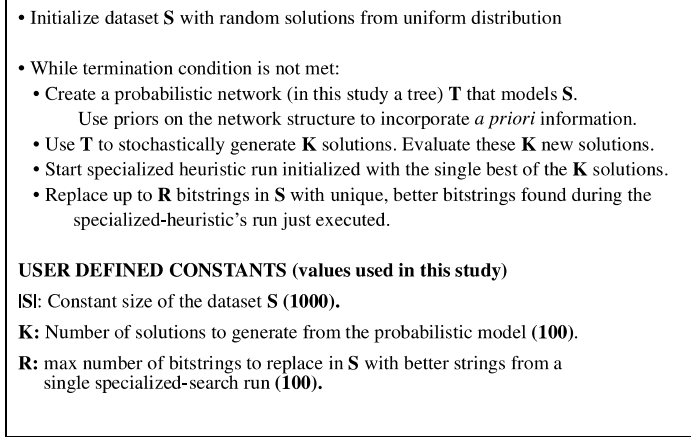 • Initialize dataset S with random solutions from uniform distribution
• While termination condition is not met:
• Create a probabilistic network (in this study a tree) T that models S.
Use priors on the network structure to incorporate a priori information.
• Use T to stochastically generate K solutions. Evaluate these K new solutions.
• Start specialized heuristic run initialized with the single best of the K solutions.
• Replace up to R bitstrings in S with unique, better bitstrings found during the
specialized-heuristic's run just executed.
USER DEFINED CONSTANTS (values used in this study)
|S|: Constant size of the dataset S (1000).
K: Number of solutions to generate from the probabilistic model (100).
R: max number of bitstrings to replace in S with better strings from a
single specialized-search run (100).